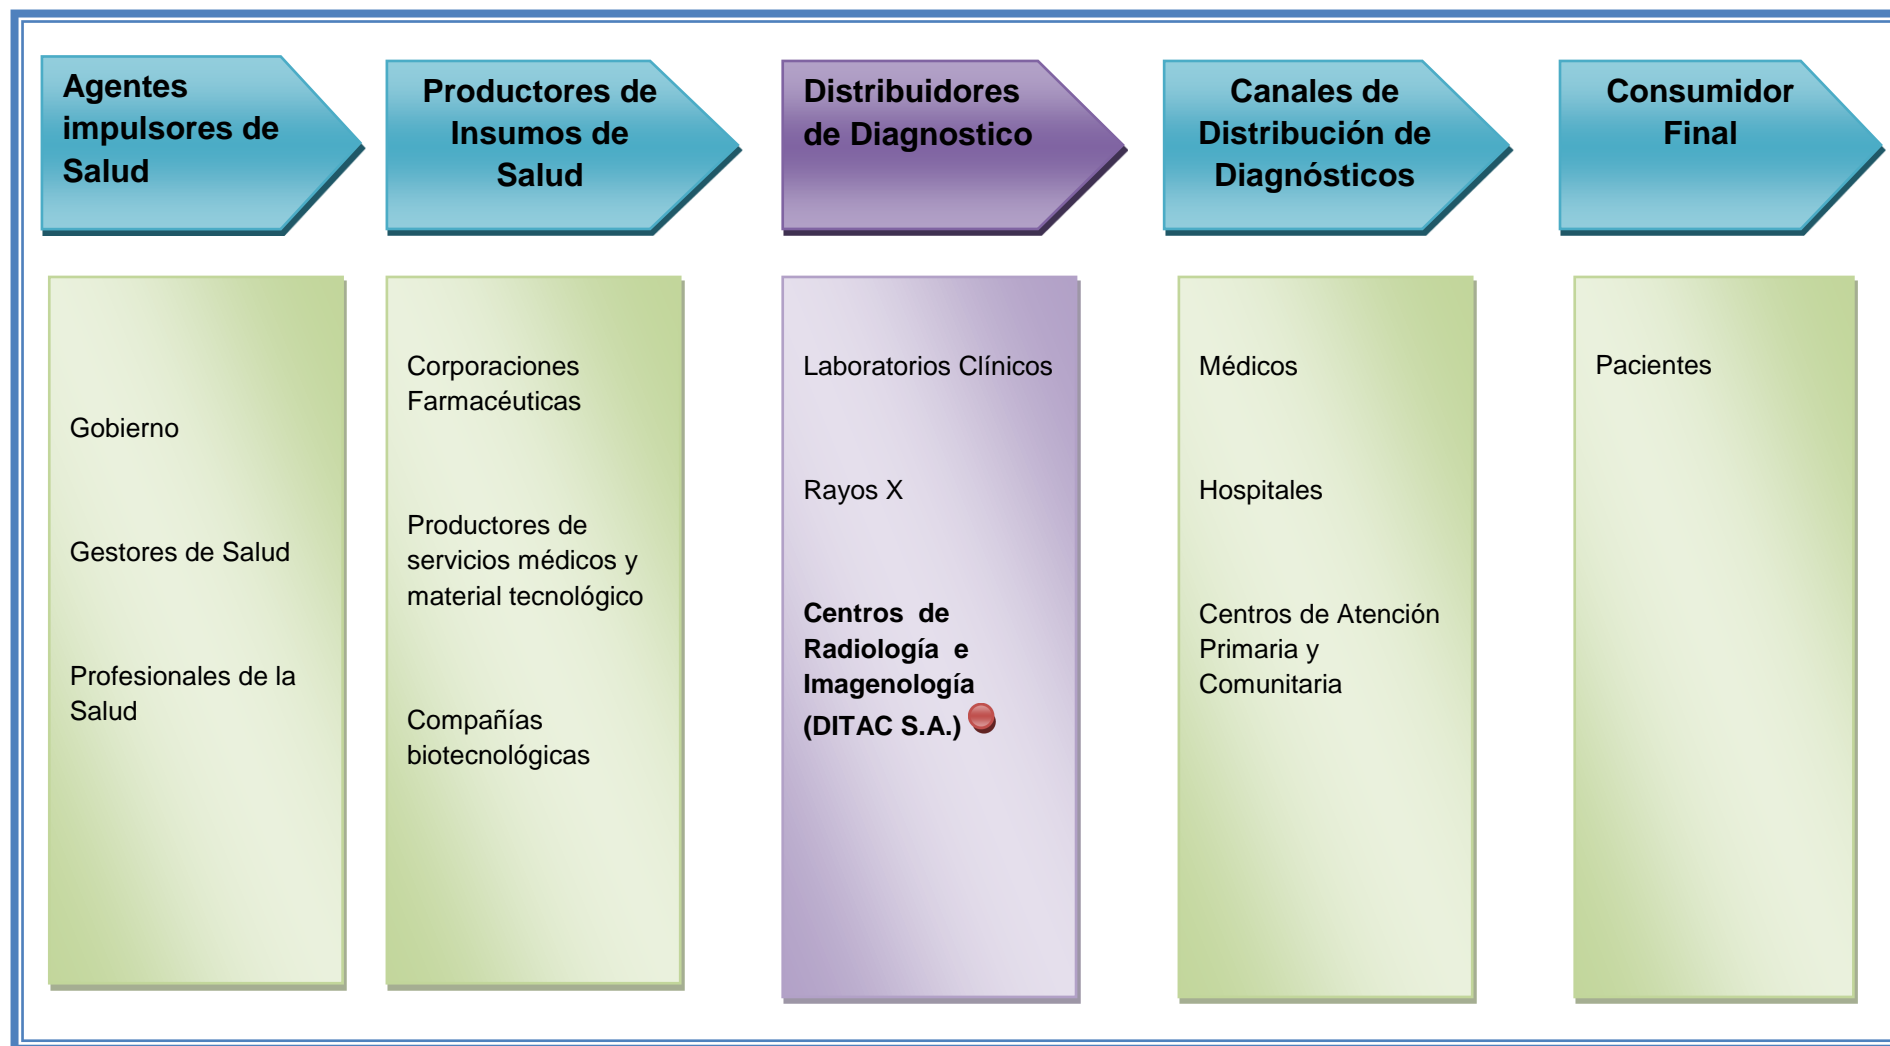 Agentes
impulsores de
Salud
Productores de
Insumos de
Salud
Distribuidores
de Diagnostico
Canales de
Distribución de
Diagnósticos
Consumidor
Final
Gobierno
Gestores de Salud
Profesionales de la
Salud
Corporaciones
Farmacéuticas
Productores de
servicios médicos y
material tecnológico
Compañías
biotecnológicas
Laboratorios Clínicos
Rayos X
Centros de
Radiología e
Imagenología
(DITAC S.A.)
Médicos
Hospitales
Centros de Atención
Primaria y
Comunitaria
Pacientes